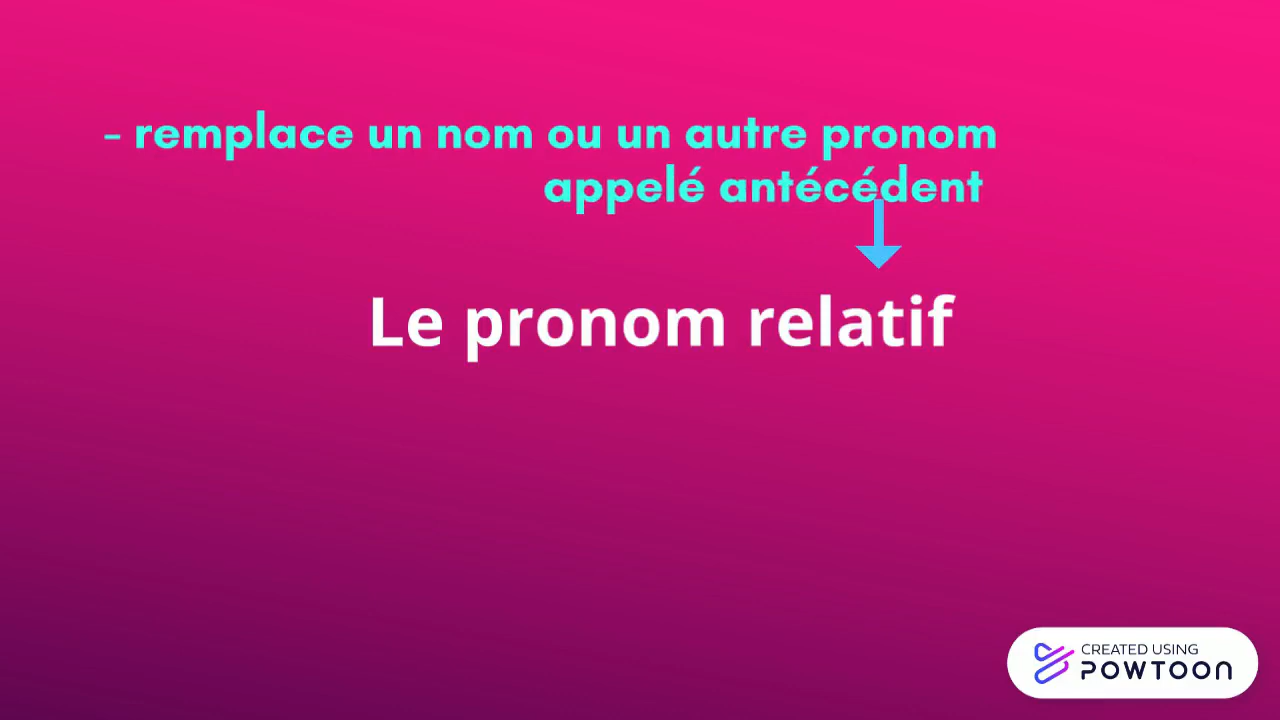 - remplace un nom ou un autre pronom
appelé antécédent
Le pronom relatif
CREATED USING
POWTOON